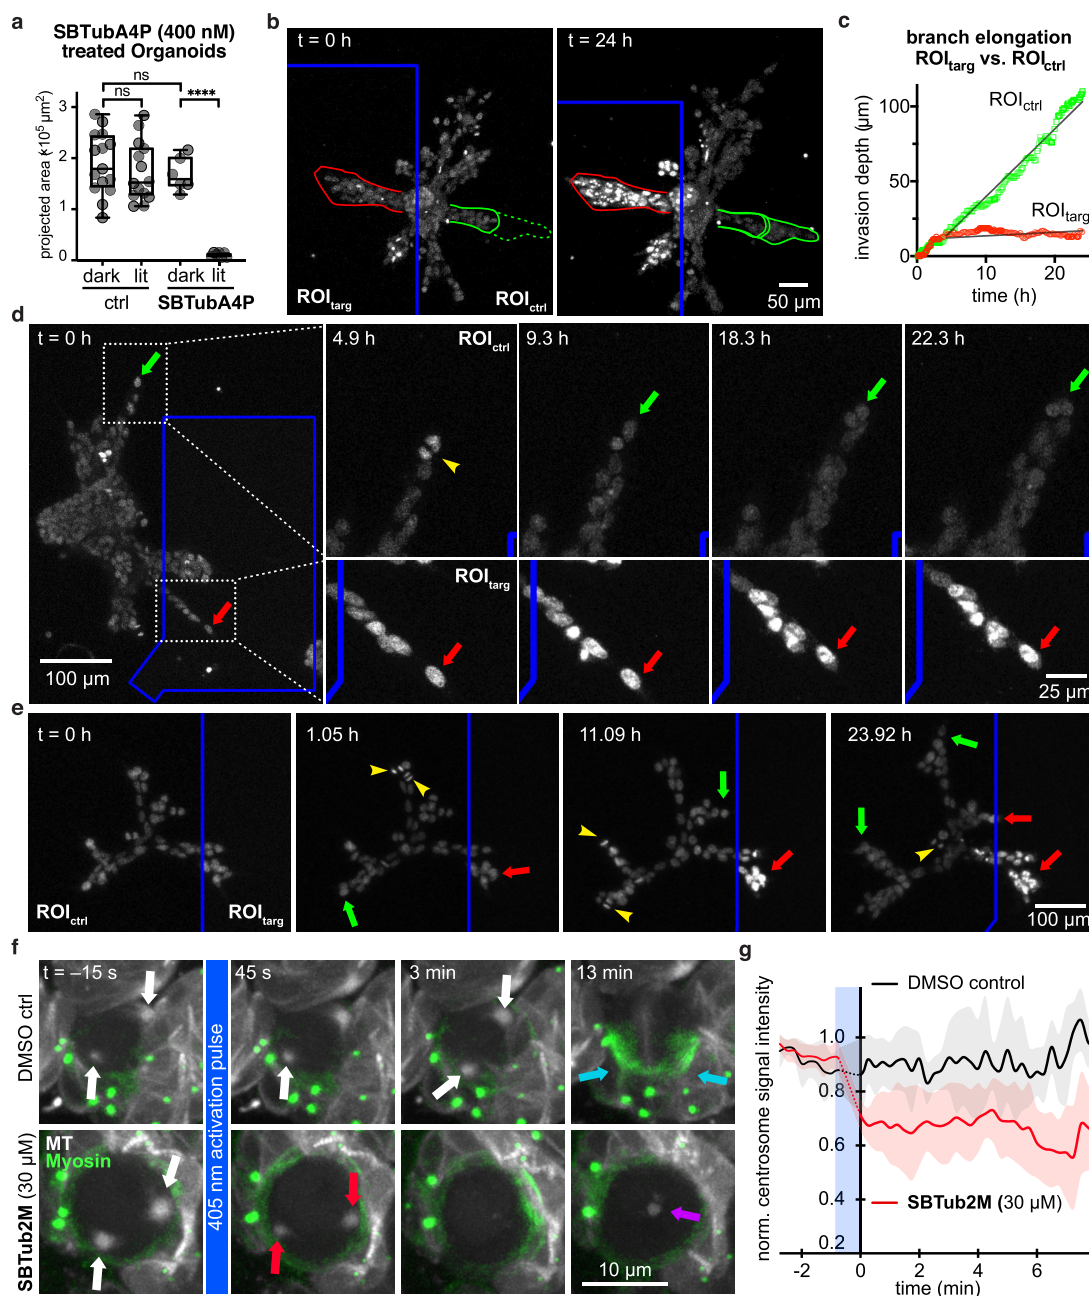 a
SBTubA4P (400 nM)
treated Organoids
ns
ns
****
projected area (×10⁵ µm²)
3
2
1
0
dark lit dark lit
ctrl SBTubA4P
b
t = 0 h
t = 24 h
ROItarg
ROIctrl
50 µm
c
branch elongation
ROItarg vs. ROIctrl
invasion depth (µm)
100
50
0
ROIctrl
ROItarg
0 10 20
time (h)
d
t = 0 h
4.9 h
ROIctrl
9.3 h
18.3 h
22.3 h
ROItarg
100 µm
25 µm
e
t = 0 h
1.05 h
11.09 h
23.92 h
ROIctrl
ROItarg
100 µm
f
DMSO ctrl
t = –15 s
45 s
3 min
13 min
405 nm activation pulse
SBTub2M (30 µM)
MT
Myosin
10 µm
g
norm. centrosome signal intensity
DMSO control
1.0
0.8
0.6
0.4
0.2
SBTub2M (30 µM)
-2 0 2 4 6
time (min)